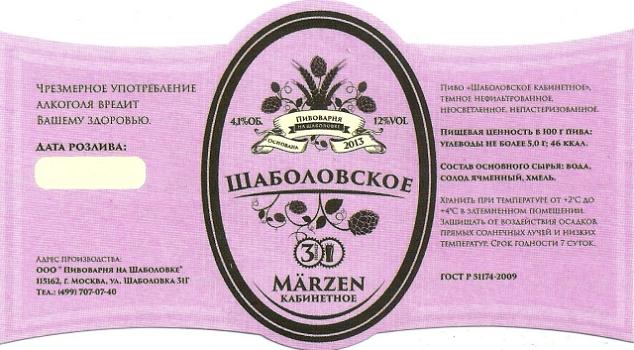 Чрезмерное употребление
алкоголя вредит
Вашему здоровью.
Дата розлива:
Адрес производства:
ООО "Пивоварня на Шаболовке"
115162, г. Москва, ул. Шаболовка 31Г
Тел.: (499) 707-07-40
4,1%ОБ.
12%VOL
Пивоварня
на Шаболовке
основана
2013
Шаболовское
MÄRZEN
кабинетное
Пиво «Шаболовское кабинетное»,
темное нефильтрованное,
неосветленное, непастеризованное.
Пищевая ценность в 100 г пива:
углеводы не более 5,0 г; 46 ккал.
Состав основного сырья: вода,
солод ячменный, хмель.
Хранить при температуре от +2°С до
+4°С в затемненном помещении.
Защищать от воздействия осадков,
прямых солнечных лучей и низких
температур. Срок годности 7 суток.
ГОСТ Р 51174-2009